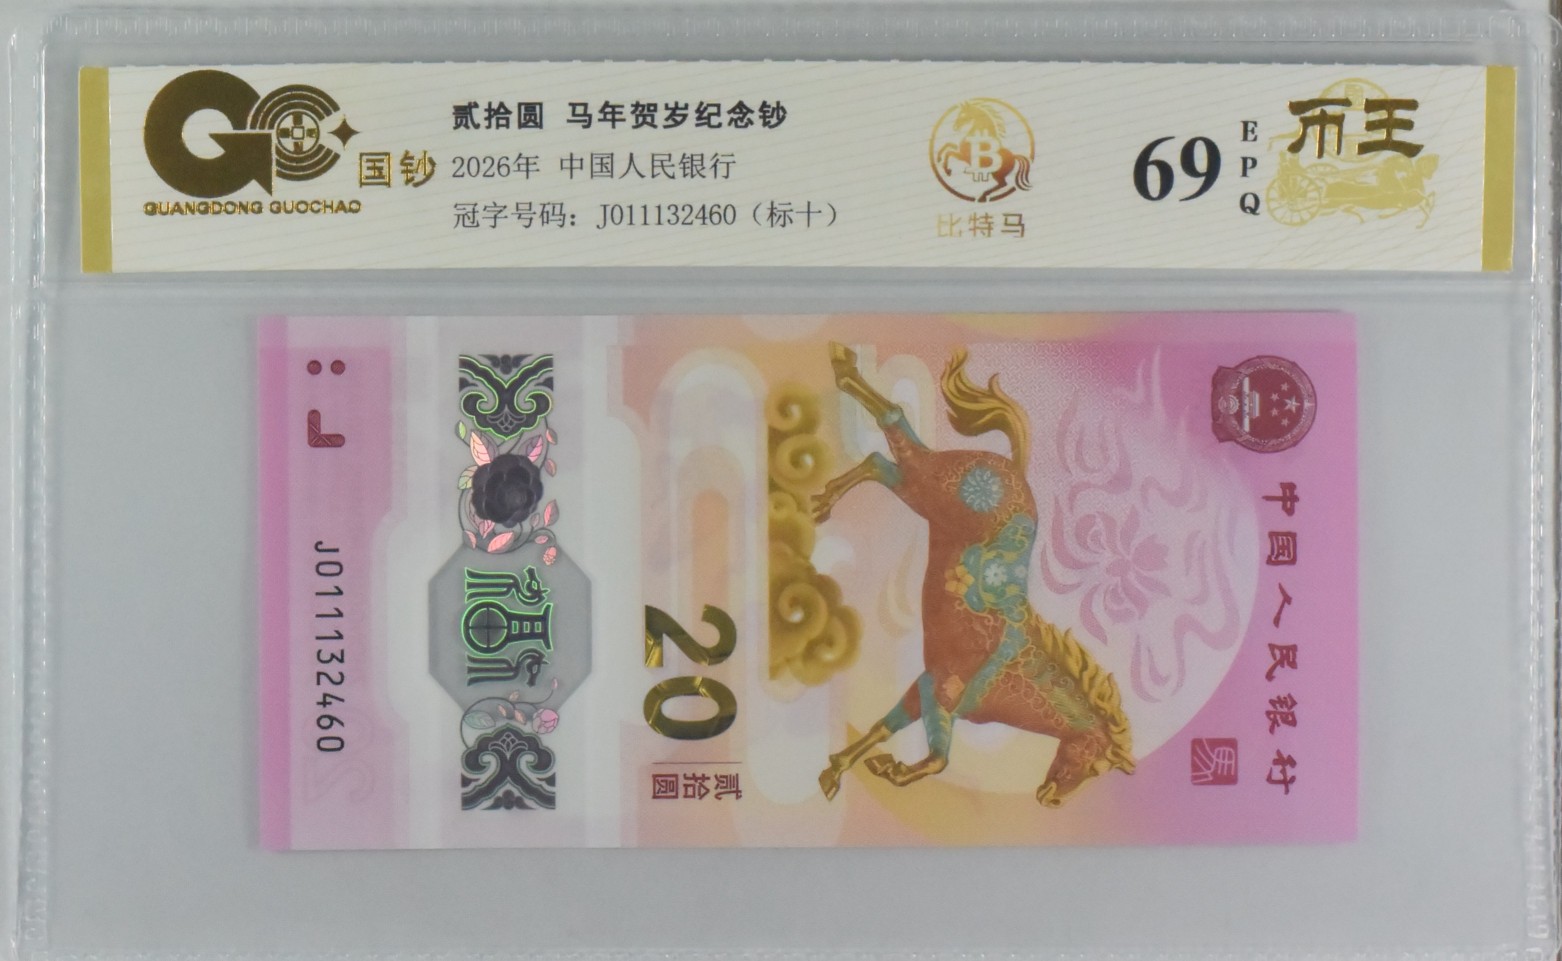 GC
国钞
GUANGDONG GUOCHAO
贰拾圆 马年贺岁纪念钞
2026年 中国人民银行
冠字号码：J011132460（标十）
B
比特马
69
EPQ
币王
J
J011132460
20
贰拾圆
中国人民银行
馬